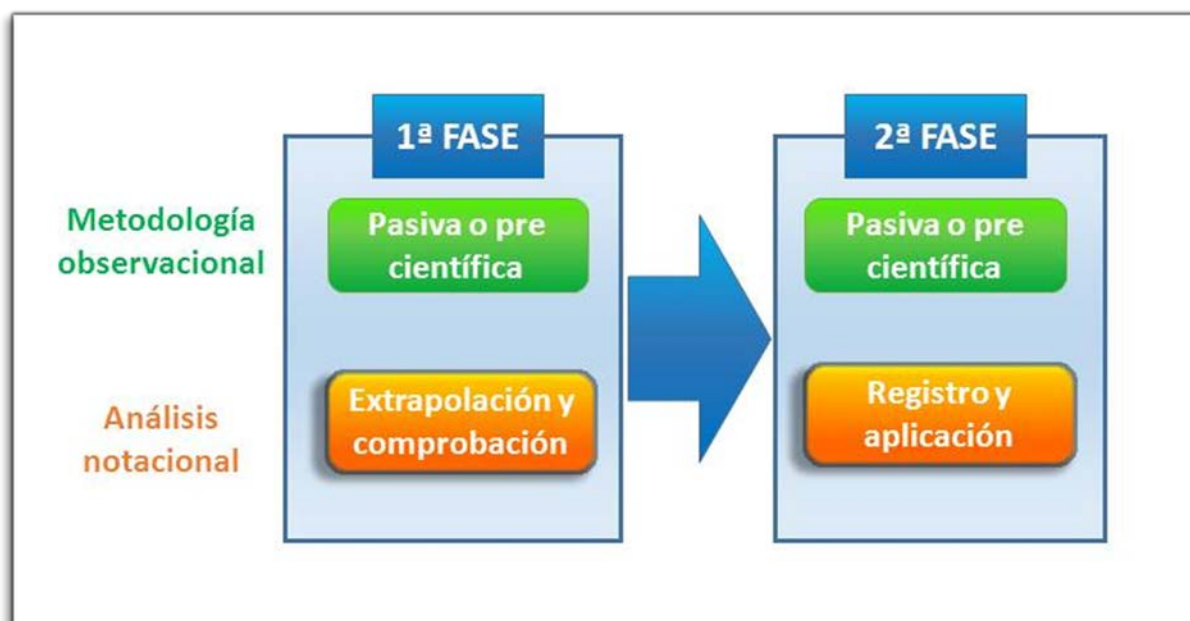 1ª FASE
2ª FASE
Metodología
observacional
Pasiva o pre
científica
Pasiva o pre
científica
Análisis
notacional
Extrapolación y
comprobación
Registro y
aplicación